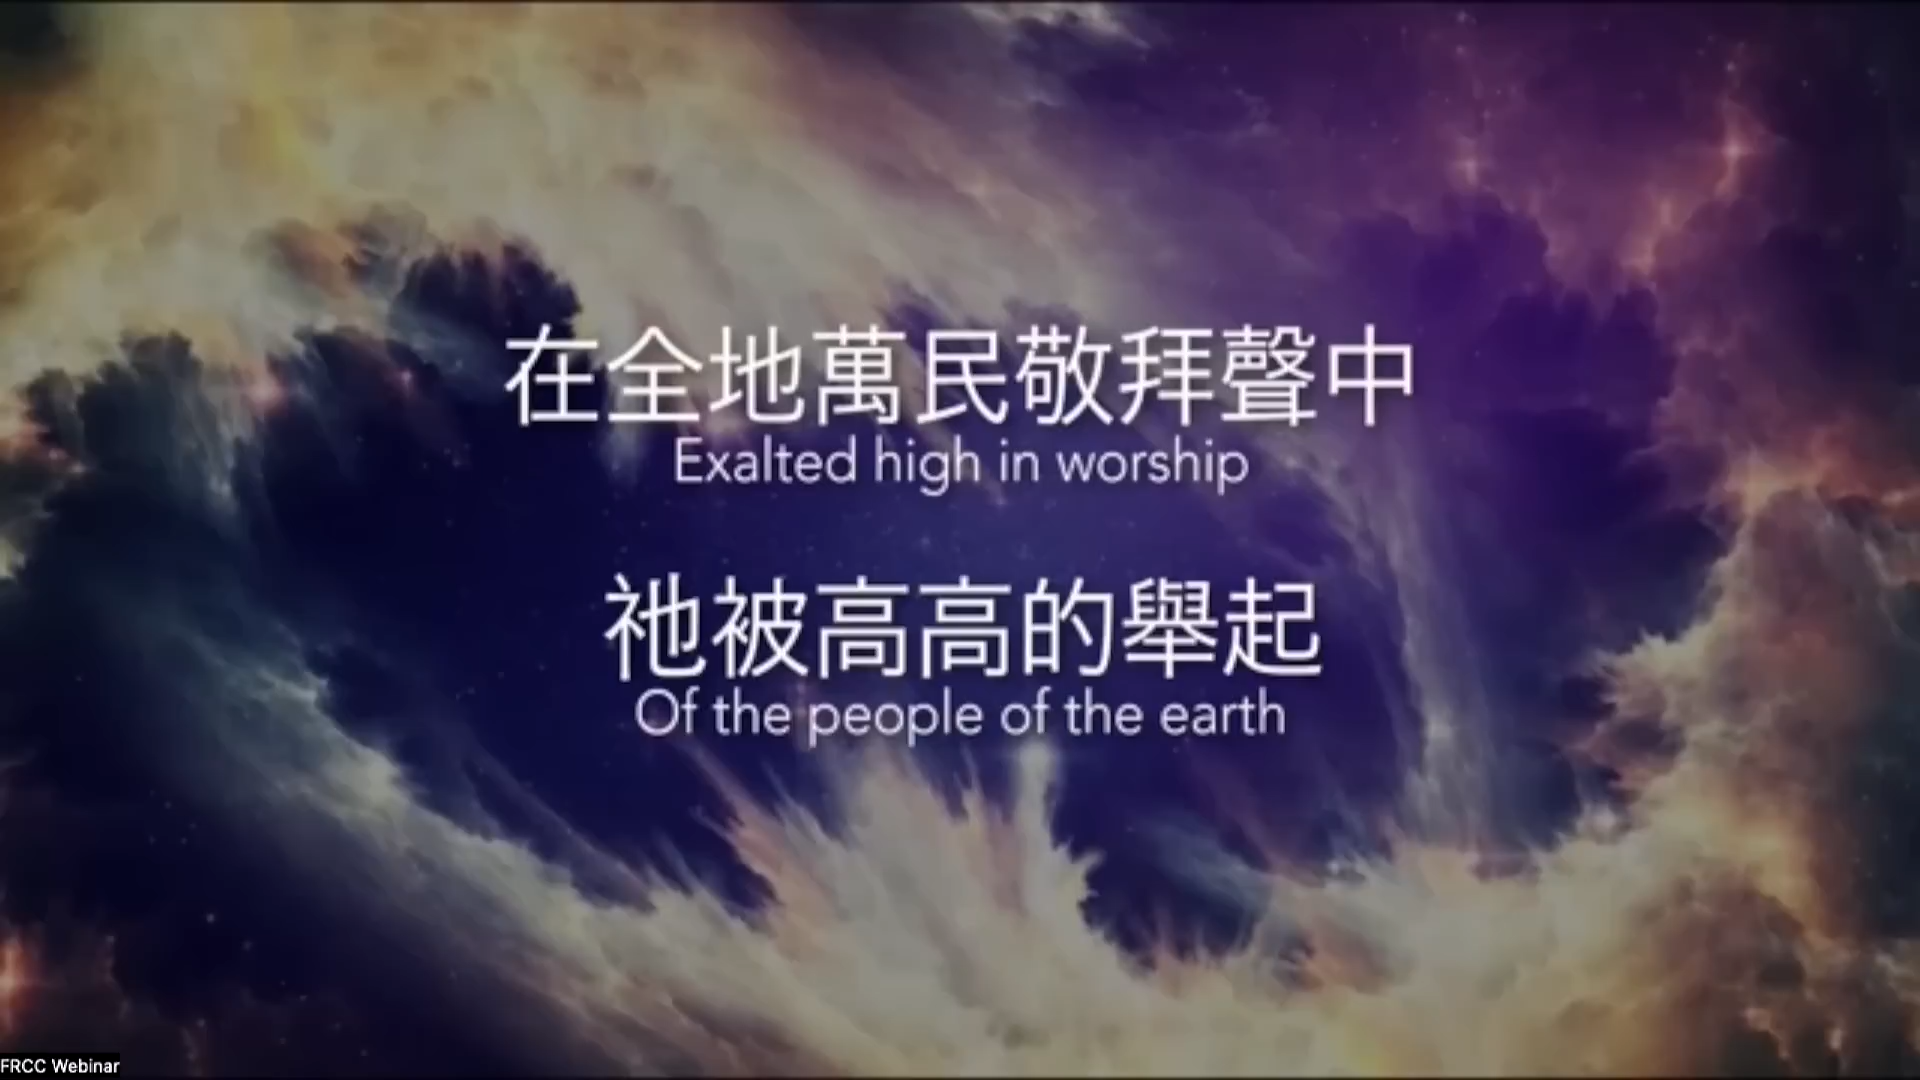 在全地萬民敬拜聲中
Exalted high in worship
祂被高高的舉起
Of the people of the earth
FRCC Webinar